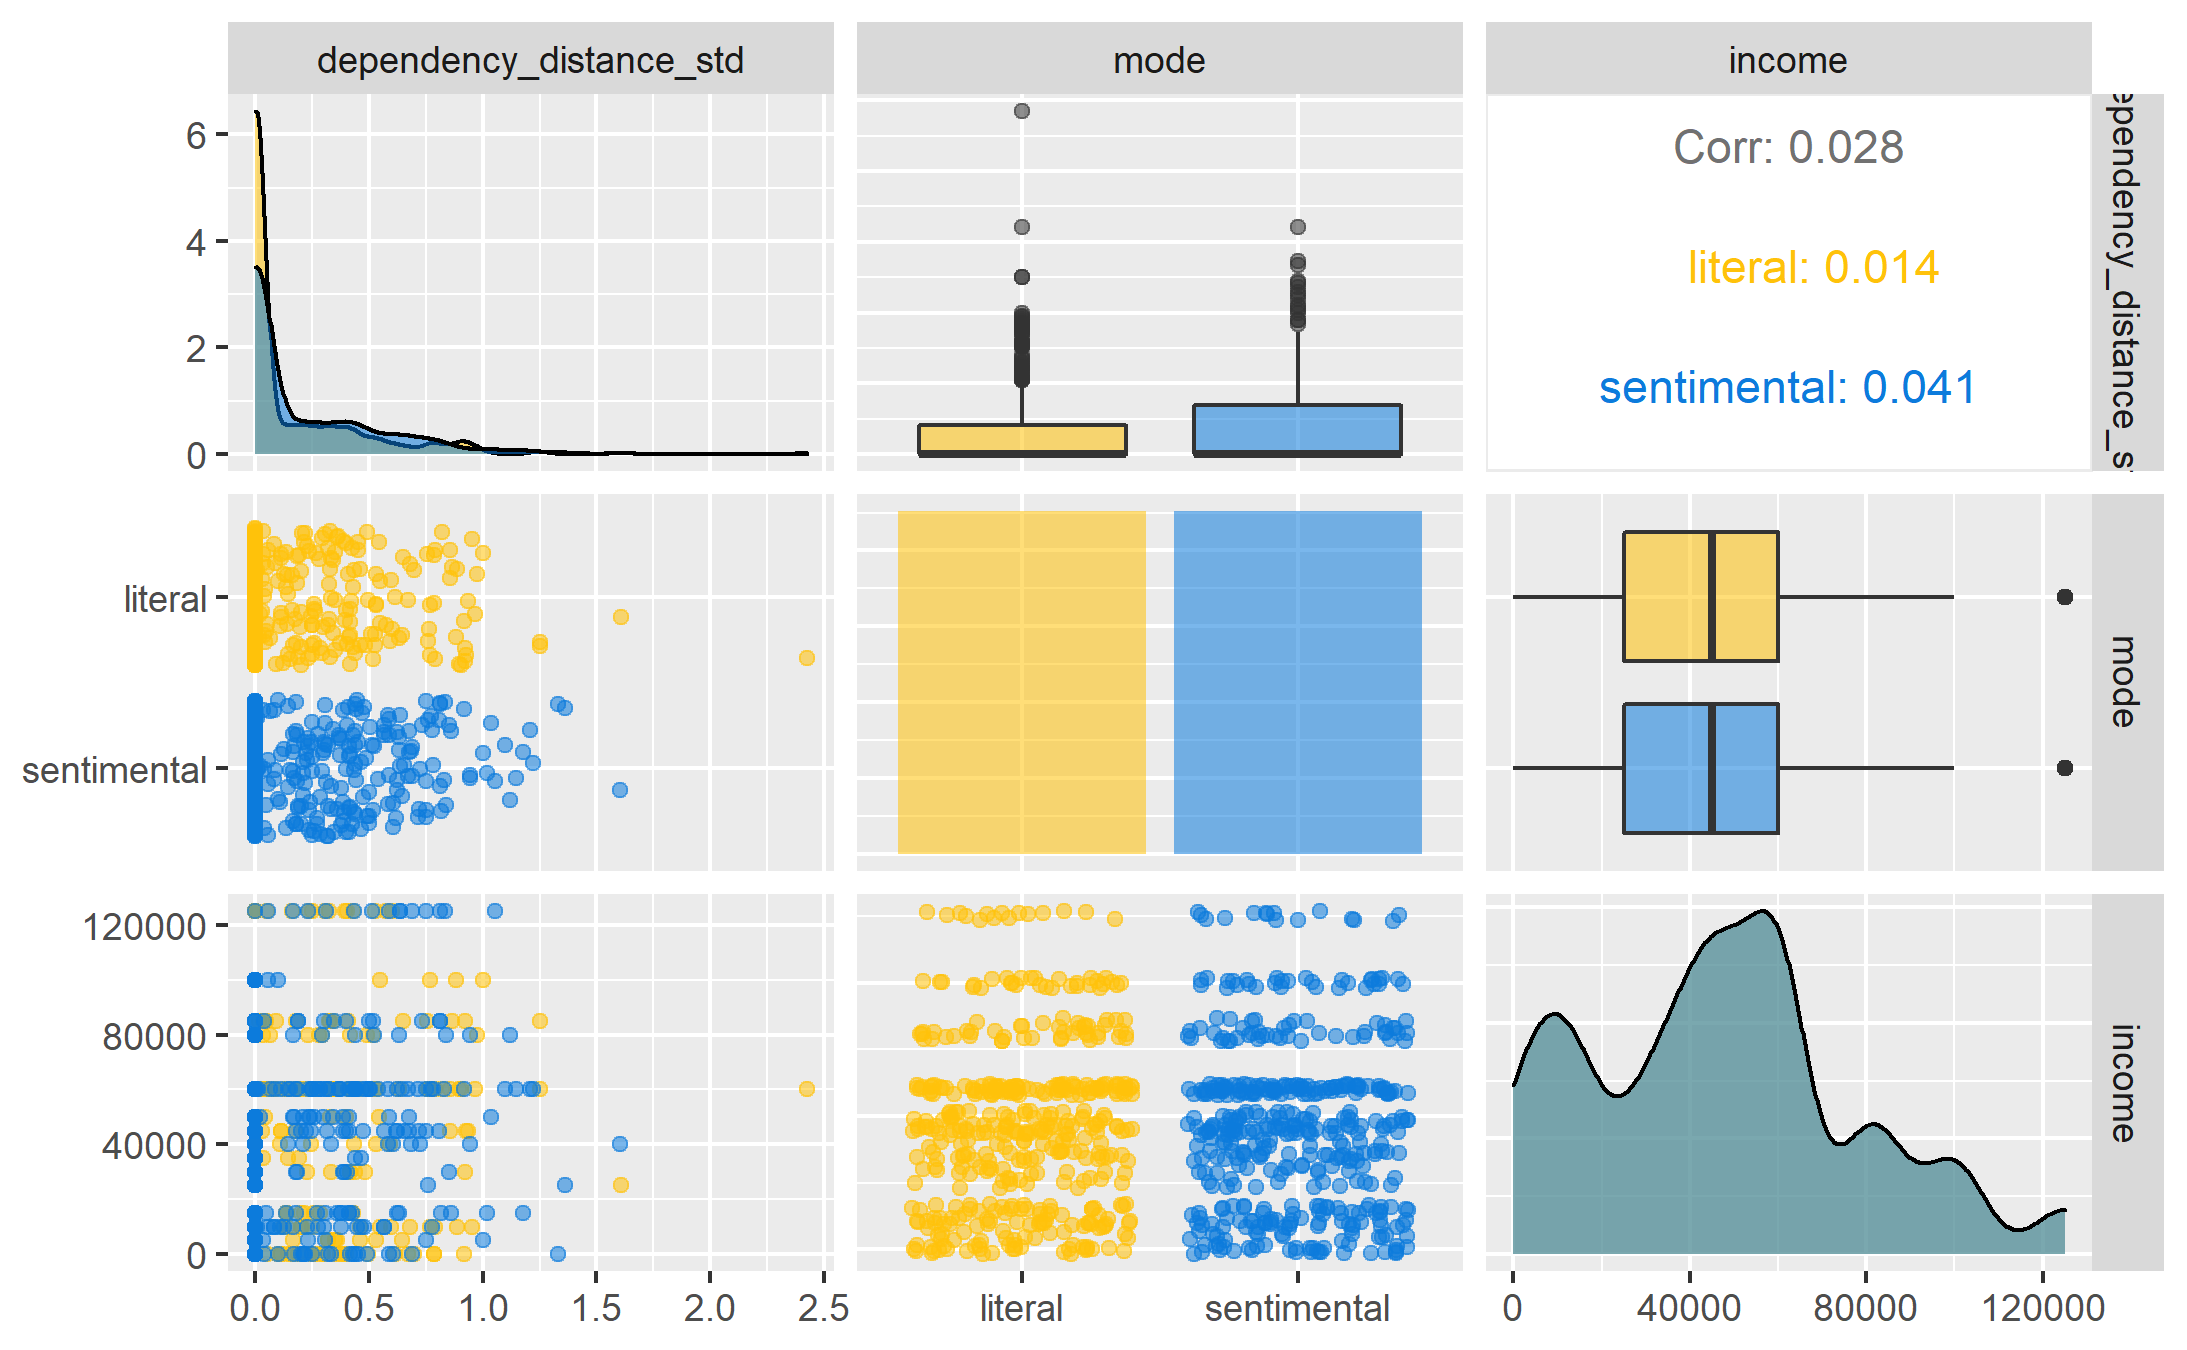 dependency_distance_std
mode
income
6
4
2
0
Corr: 0.028
literal: 0.014
sentimental: 0.041
ependency_distance_s
literal
sentimental
mode
120000
80000
40000
0
income
0.0 0.5 1.0 1.5 2.0 2.5
literal sentimental
0 40000 80000 120000